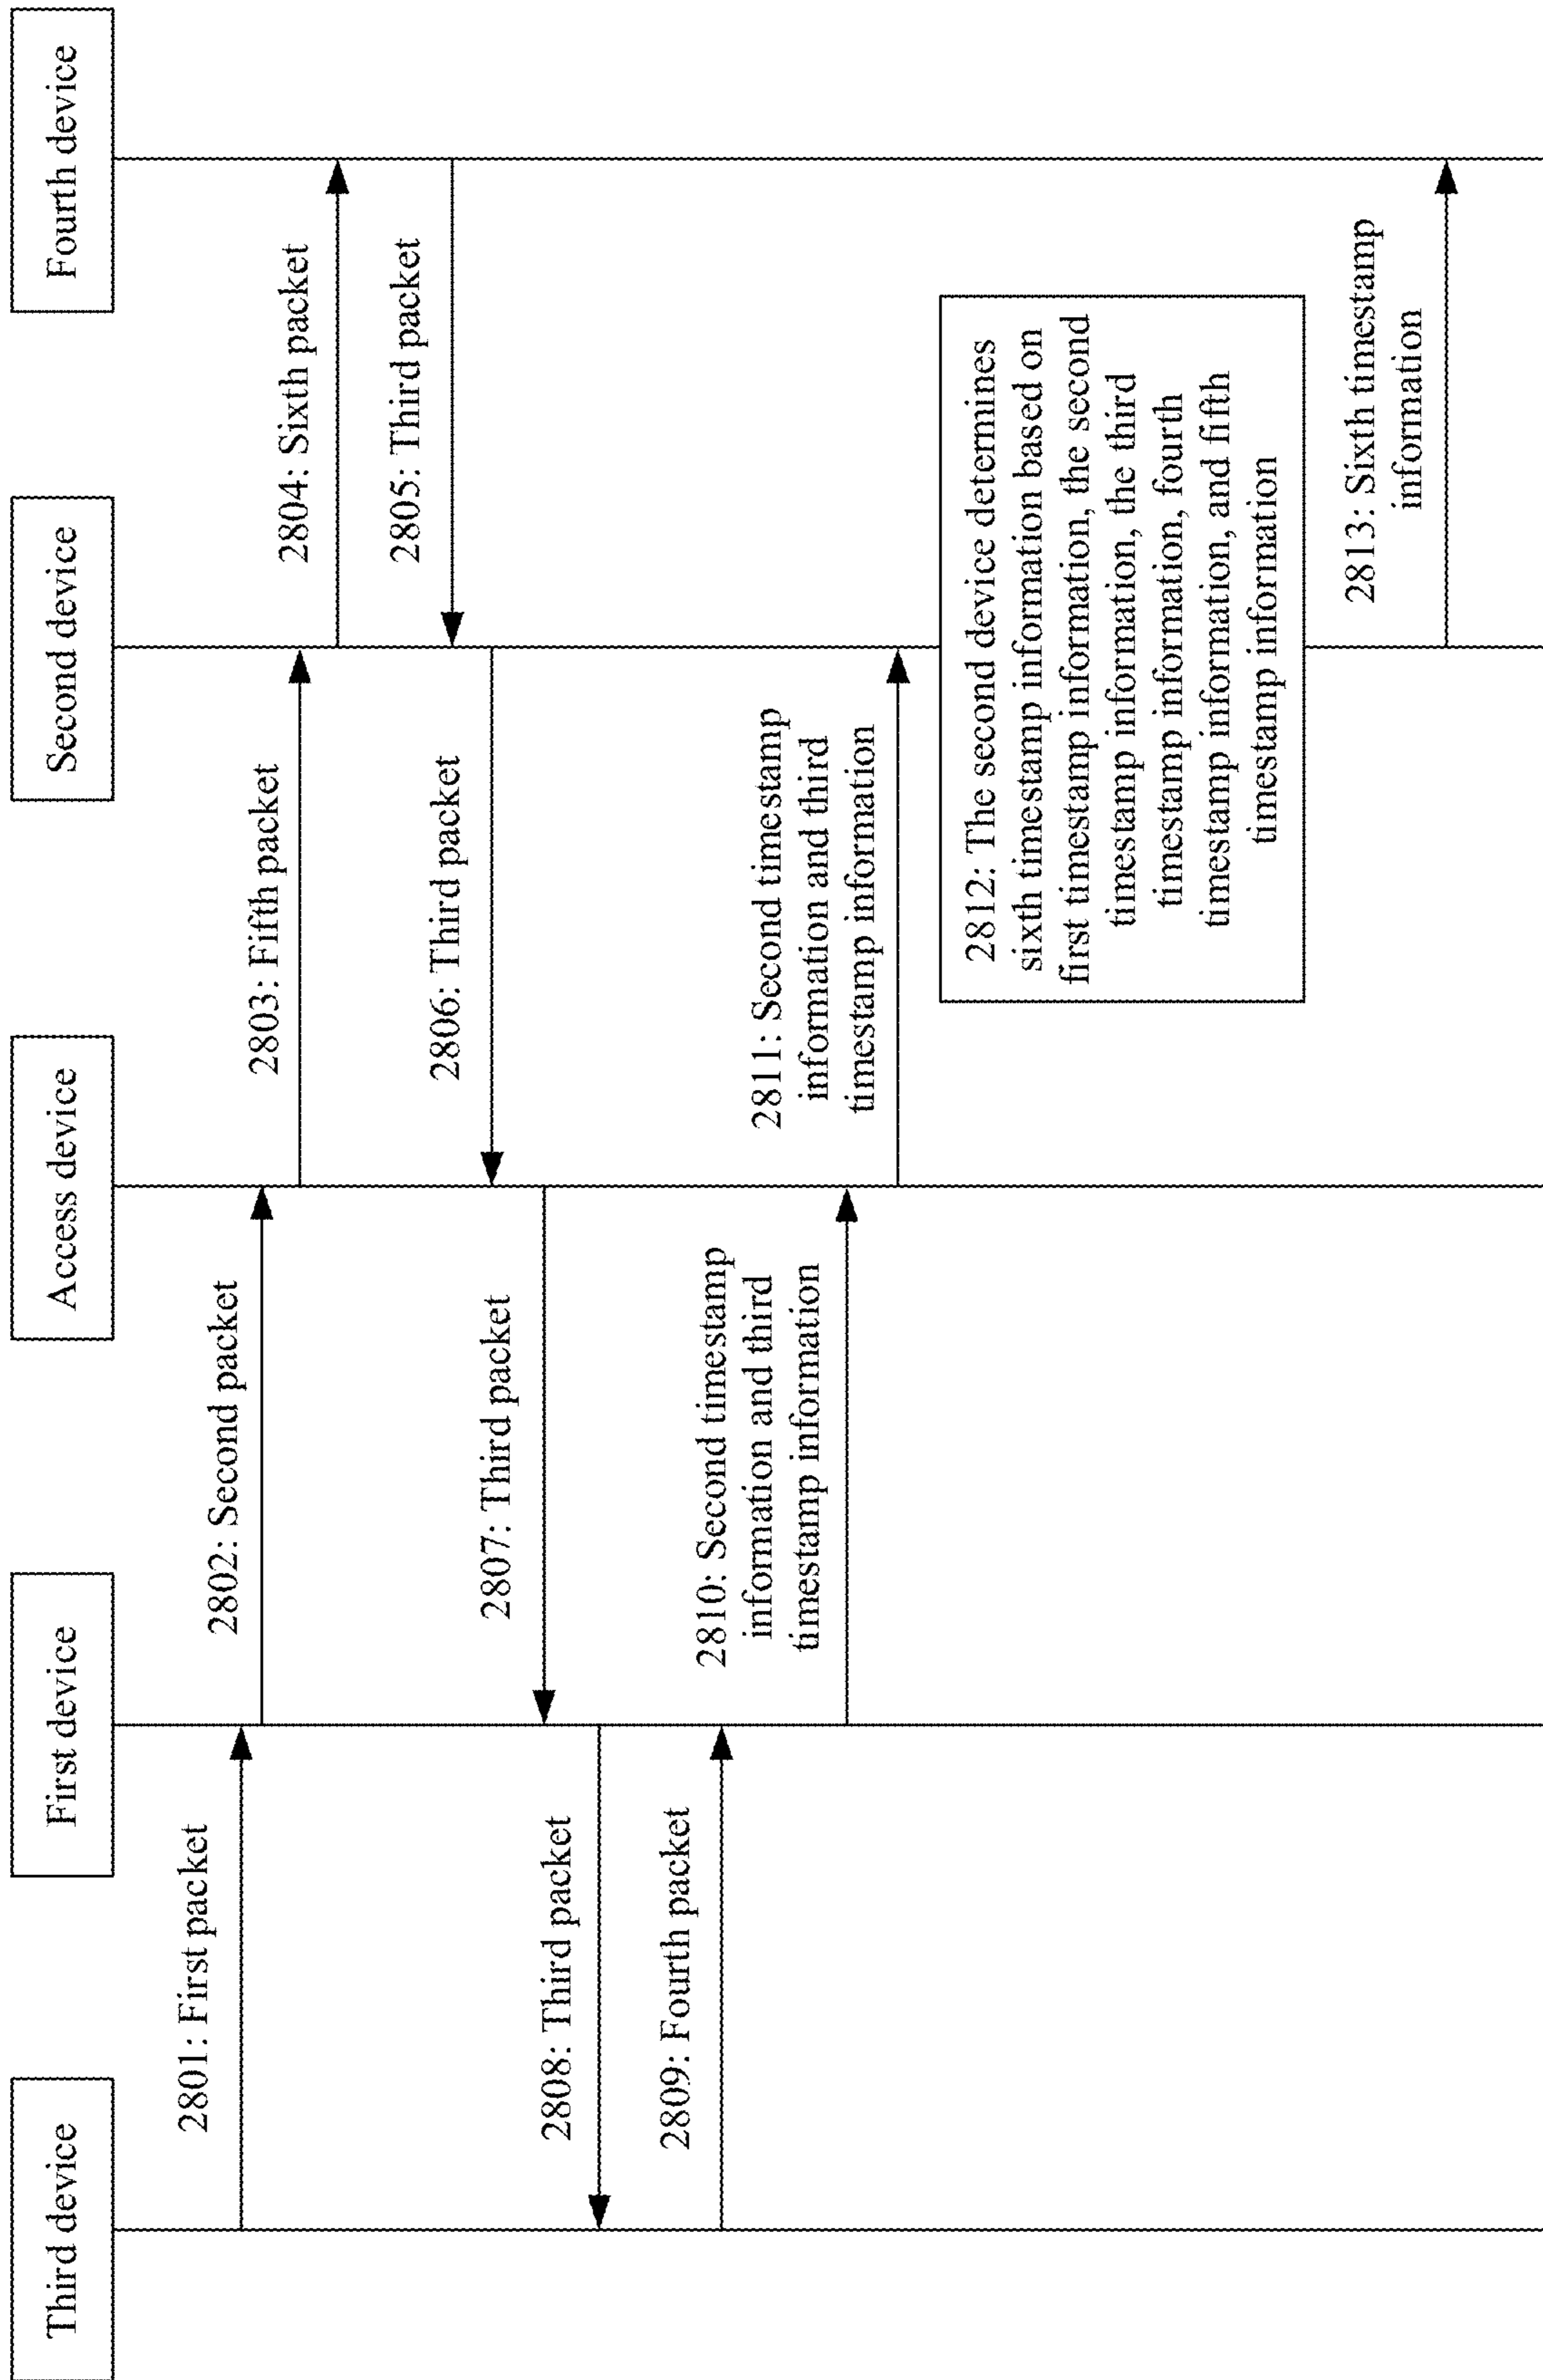 Third device
First device
Access device
Second device
Fourth device
2801: First packet
2802: Second packet
2803: Fifth packet
2804: Sixth packet
2805: Third packet
2806: Third packet
2807: Third packet
2808: Third packet
2809: Fourth packet
2810: Second timestamp
information and third
timestamp information
2811: Second timestamp
information and third
timestamp information
2812: The second device determines
sixth timestamp information based on
first timestamp information, the second
timestamp information, the third
timestamp information, fourth
timestamp information, and fifth
timestamp information
2813: Sixth timestamp
information